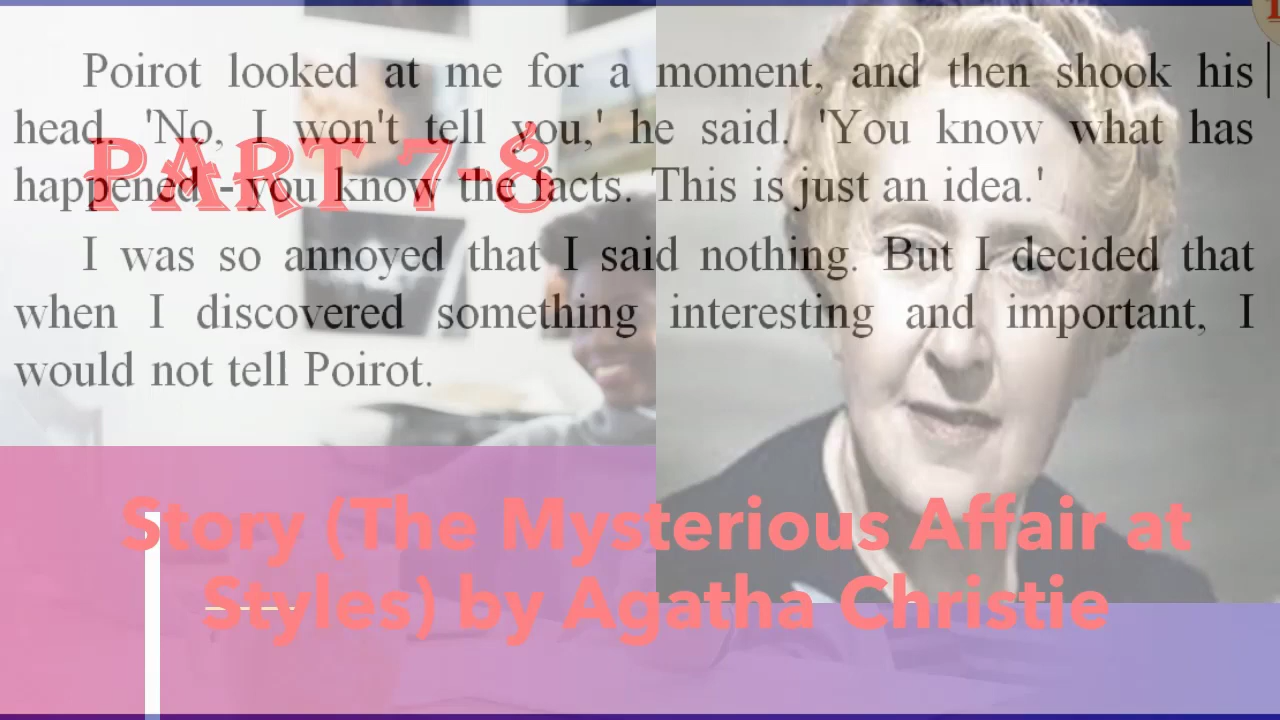 Poirot looked at me for a moment, and then shook his
head. 'No, I won't tell you,' he said. 'You know what has
happened - you know the facts. This is just an idea.'
PART 7-8
I was so annoyed that I said nothing. But I decided that
when I discovered something interesting and important, I
would not tell Poirot.
Story (The Mysterious Affair at
Styles) by Agatha Christie